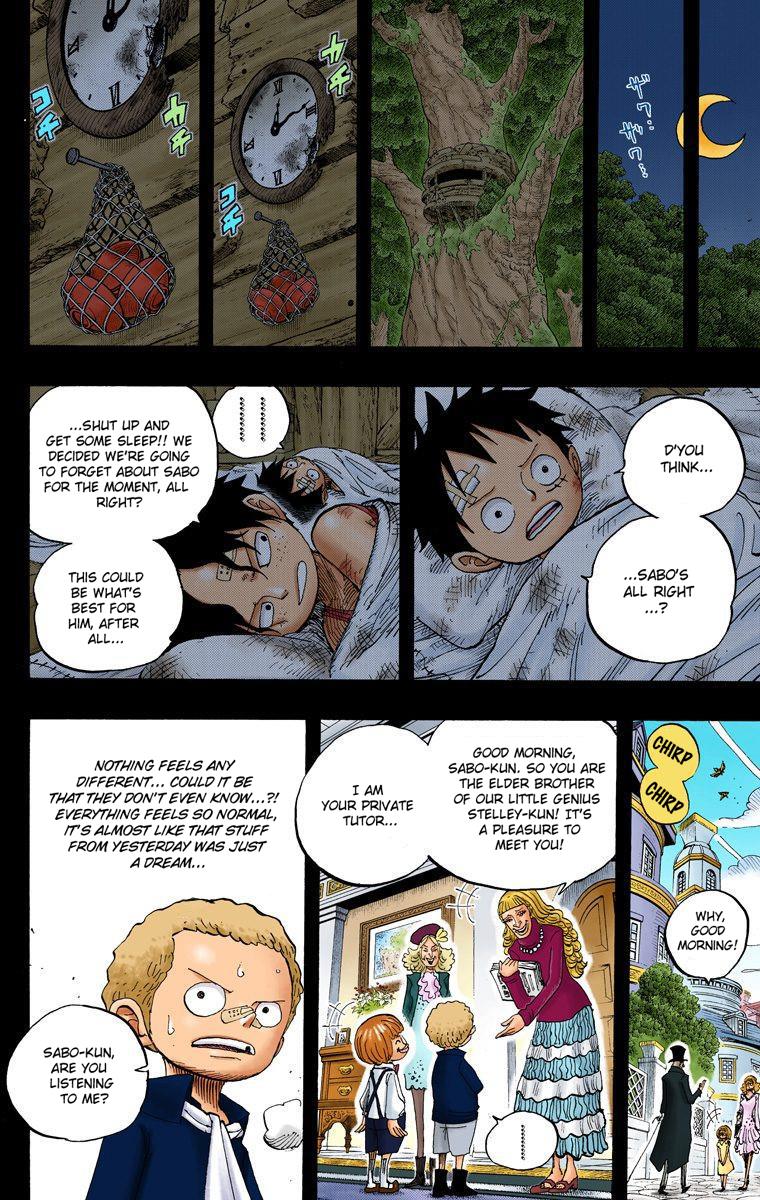 D'YOU
THINK...
...SABO'S
ALL RIGHT
...?
...SHUT UP AND
GET SOME SLEEP!! WE
DECIDED WE'RE GOING
TO FORGET ABOUT SABO
FOR THE MOMENT, ALL
RIGHT?
THIS COULD
BE WHAT'S
BEST FOR
HIM, AFTER
ALL...
CHIRP
CHIRP
WHY,
GOOD
MORNING!
GOOD MORNING,
SABO-KUN. SO YOU ARE
THE ELDER BROTHER
OF OUR LITTLE GENIUS
STELLEY-KUN! IT'S
A PLEASURE TO
MEET YOU!
I AM
YOUR PRIVATE
TUTOR...
NOTHING FEELS ANY
DIFFERENT... COULD IT BE
THAT THEY DON'T EVEN KNOW...?!
EVERYTHING FEELS SO NORMAL,
IT'S ALMOST LIKE THAT STUFF
FROM YESTERDAY WAS JUST
A DREAM...
SABO-KUN,
ARE YOU
LISTENING
TO ME?